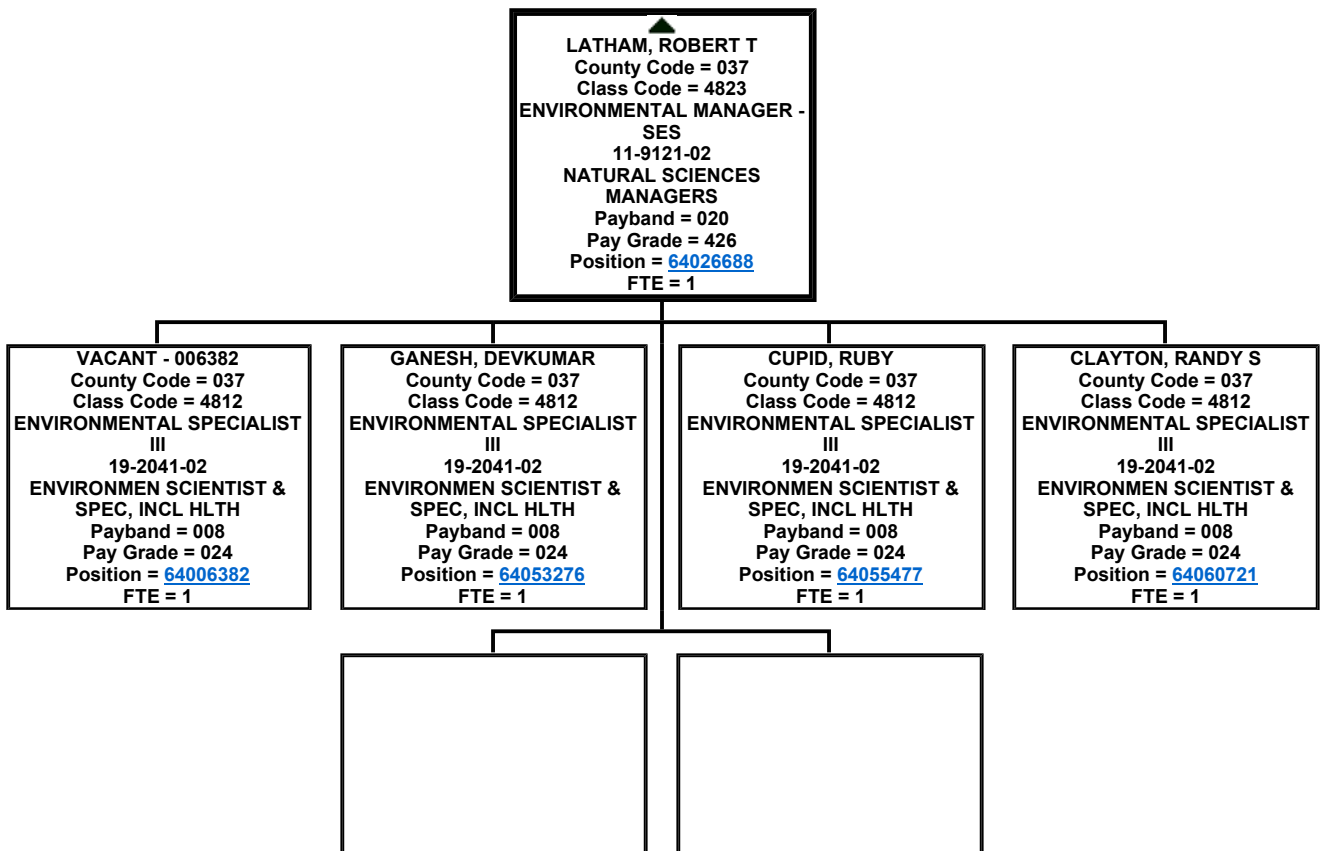 LATHAM, ROBERT T
County Code = 037
Class Code = 4823
ENVIRONMENTAL MANAGER -
SES
11-9121-02
NATURAL SCIENCES
MANAGERS
Payband = 020
Pay Grade = 426
Position = 64026688
FTE = 1
VACANT - 006382
County Code = 037
Class Code = 4812
ENVIRONMENTAL SPECIALIST
III
19-2041-02
ENVIRONMEN SCIENTIST &
SPEC, INCL HLTH
Payband = 008
Pay Grade = 024
Position = 64006382
FTE = 1
GANESH, DEVKUMAR
County Code = 037
Class Code = 4812
ENVIRONMENTAL SPECIALIST
III
19-2041-02
ENVIRONMEN SCIENTIST &
SPEC, INCL HLTH
Payband = 008
Pay Grade = 024
Position = 64053276
FTE = 1
CUPID, RUBY
County Code = 037
Class Code = 4812
ENVIRONMENTAL SPECIALIST
III
19-2041-02
ENVIRONMEN SCIENTIST &
SPEC, INCL HLTH
Payband = 008
Pay Grade = 024
Position = 64055477
FTE = 1
CLAYTON, RANDY S
County Code = 037
Class Code = 4812
ENVIRONMENTAL SPECIALIST
III
19-2041-02
ENVIRONMEN SCIENTIST &
SPEC, INCL HLTH
Payband = 008
Pay Grade = 024
Position = 64060721
FTE = 1